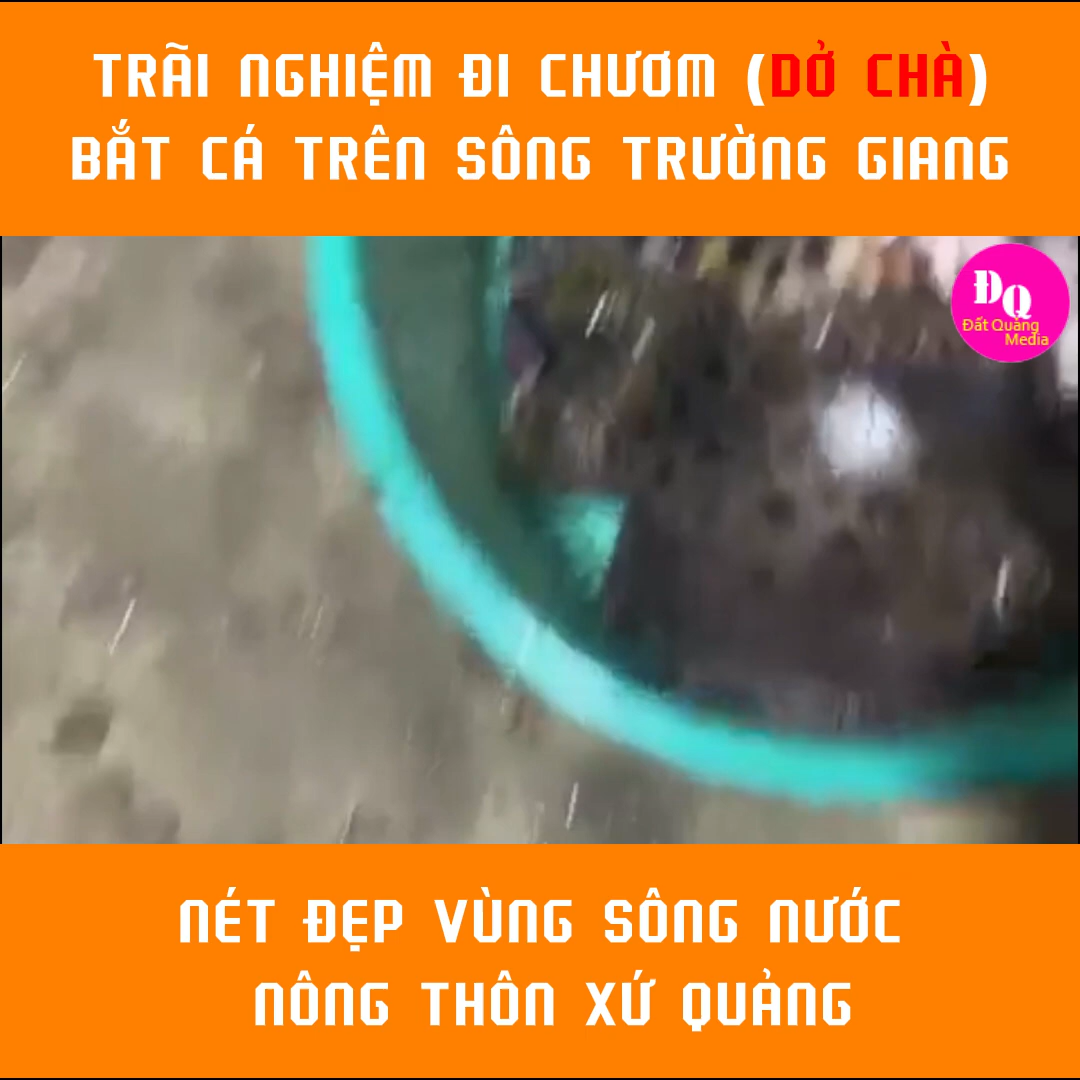 TRÃI NGHIỆM ĐI CHƯƠM (DỞ CHÀ)
BẮT CÁ TRÊN SÔNG TRƯỜNG GIANG
ĐQ
Đất Quảng
Media
NÉT ĐẸP VÙNG SÔNG NƯỚC
NÔNG THÔN XỨ QUẢNG